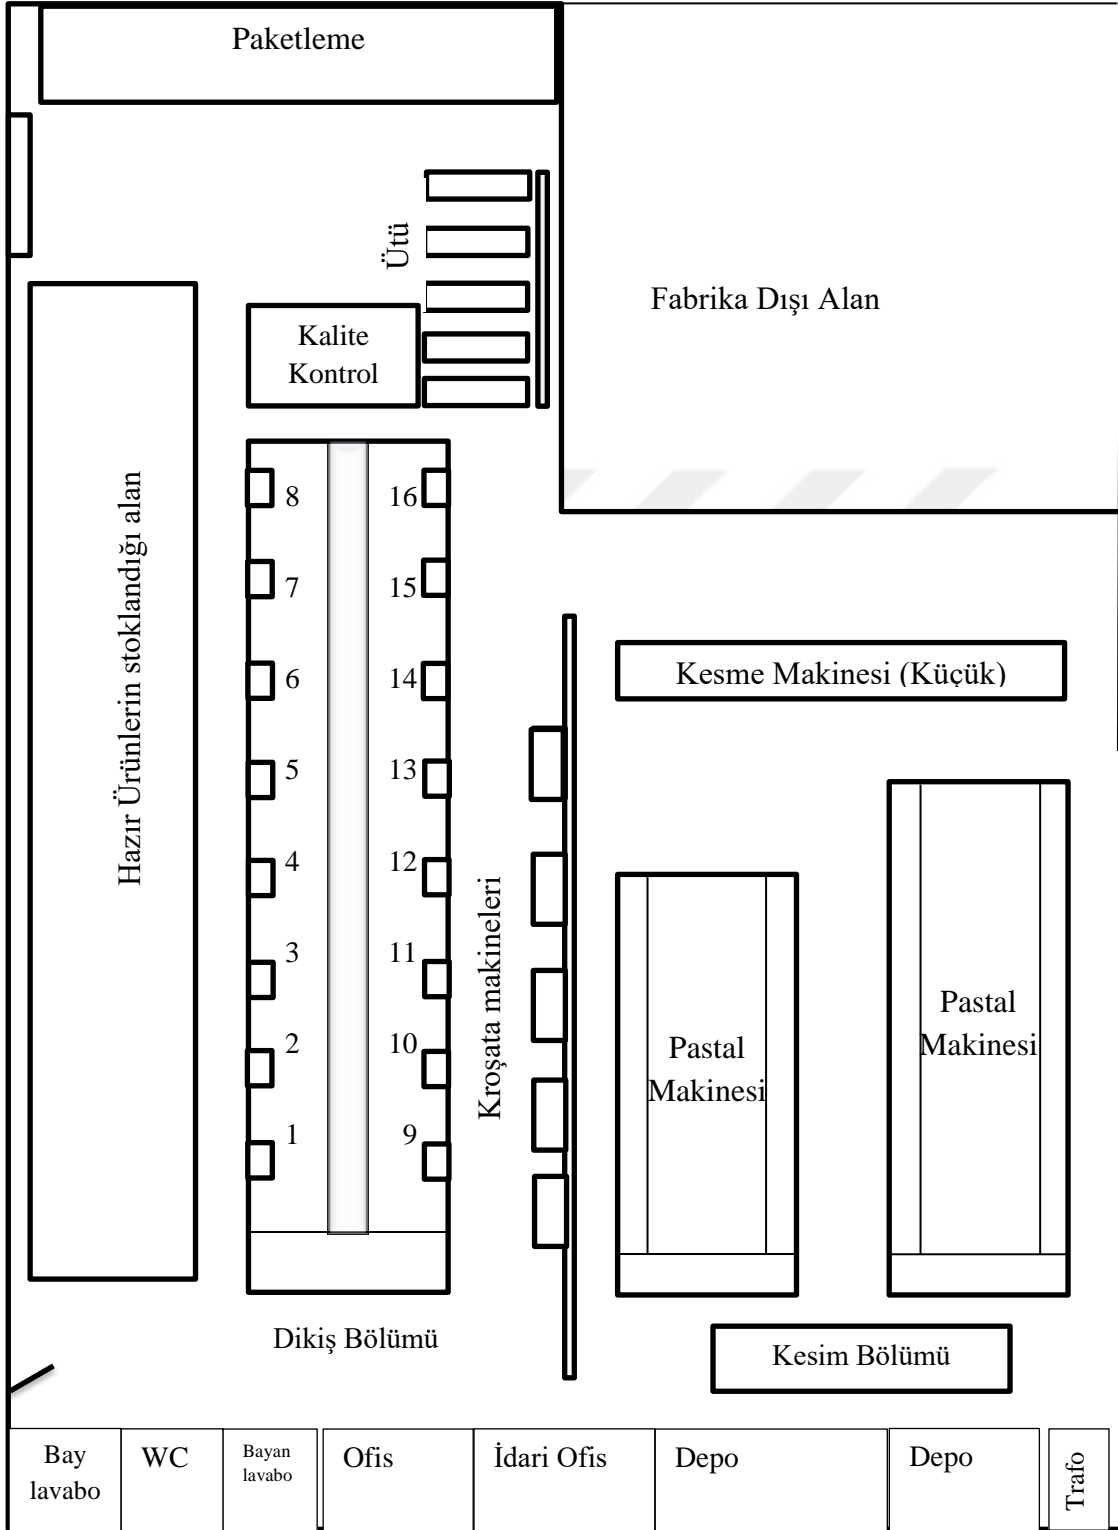 Paketleme
Ütü
Fabrika Dışı Alan
Kalite
Kontrol
Hazır Ürünlerin stoklandığı alan
8
16
7
15
6
14
5
13
4
12
3
11
2
10
1
9
Kroşata makineleri
Kesme Makinesi (Küçük)
Pastal
Makinesi
Pastal
Makinesi
Dikiş Bölümü
Kesim Bölümü
Bay
lavabo
WC
Bayan
lavabo
Ofis
İdari Ofis
Depo
Depo
Trafo